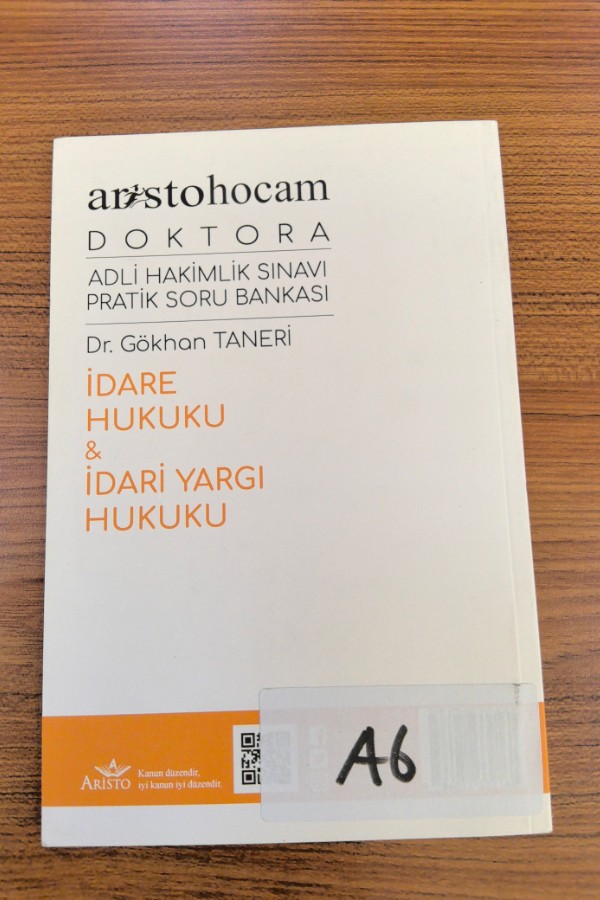 aristohocam
DOKTORA
ADLİ HAKİMLİK SINAVI
PRATİK SORU BANKASI
Dr. Gökhan TANERİ
İDARE
HUKUKU
&
İDARİ YARGI
HUKUKU
ARİSTO
Kanun düzendir,
iyi kanun iyi düzendir.
A6